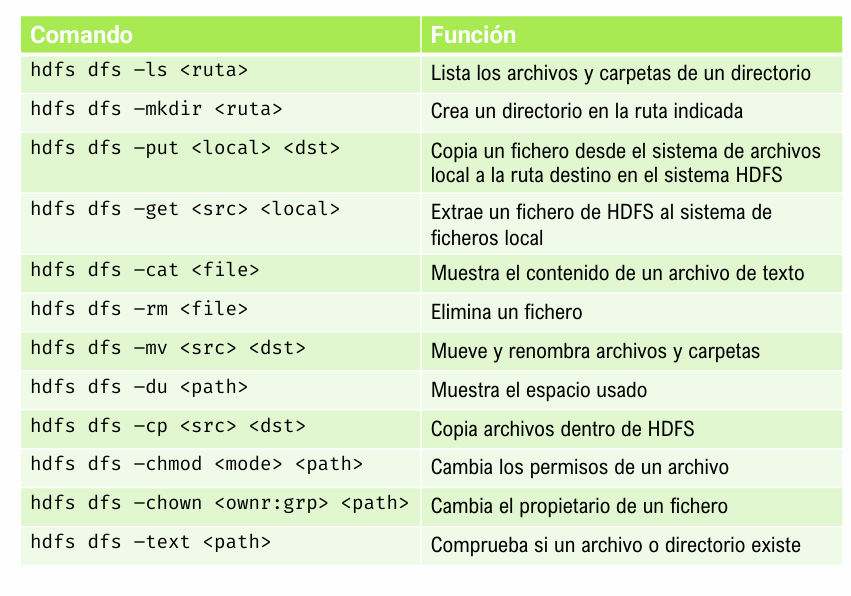 Comando Función
hdfs dfs –ls <ruta> Lista los archivos y carpetas de un directorio
hdfs dfs –mkdir <ruta> Crea un directorio en la ruta indicada
hdfs dfs –put <local> <dst> Copia un fichero desde el sistema de archivos
local a la ruta destino en el sistema HDFS
hdfs dfs –get <src> <local> Extrae un fichero de HDFS al sistema de
ficheros local
hdfs dfs –cat <file> Muestra el contenido de un archivo de texto
hdfs dfs –rm <file> Elimina un fichero
hdfs dfs –mv <src> <dst> Mueve y renombra archivos y carpetas
hdfs dfs –du <path> Muestra el espacio usado
hdfs dfs –cp <src> <dst> Copia archivos dentro de HDFS
hdfs dfs –chmod <mode> <path> Cambia los permisos de un archivo
hdfs dfs –chown <ownr:grp> <path> Cambia el propietario de un fichero
hdfs dfs –text <path> Comprueba si un archivo o directorio existe